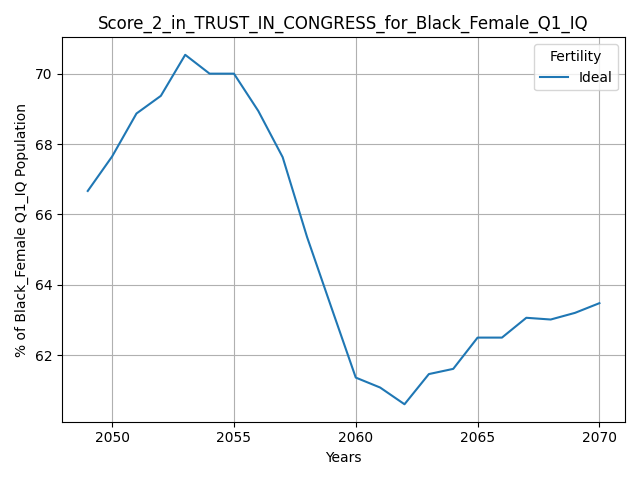 Score_2_in_TRUST_IN_CONGRESS_for_Black_Female_Q1_IQ
Fertility
Ideal
% of Black_Female Q1_IQ Population
70
68
66
64
62
2050 2055 2060 2065 2070
Years